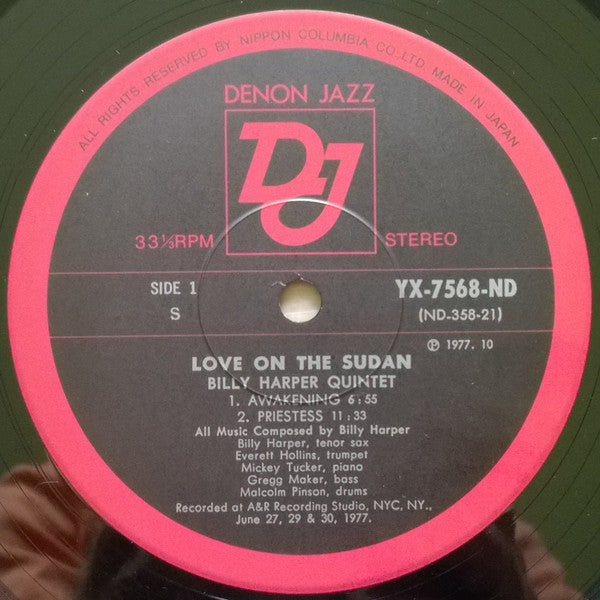 ALL RIGHTS RESERVED BY NIPPON COLUMBIA CO., LTD. MADE IN JAPAN
DENON JAZZ
DJ
33⅓RPM
STEREO
SIDE 1
YX-7568-ND
S
(ND-358-21)
Ⓟ 1977. 10
LOVE ON THE SUDAN
BILLY HARPER QUINTET
1. AWAKENING 6:55
2. PRIESTESS 11:33
All Music Composed by Billy Harper
Billy Harper, tenor sax
Everett Hollins, trumpet
Mickey Tucker, piano
Gregg Maker, bass
Malcolm Pinson, drums
Recorded at A&R Recording Studio, NYC, NY.,
June 27, 29 & 30, 1977.